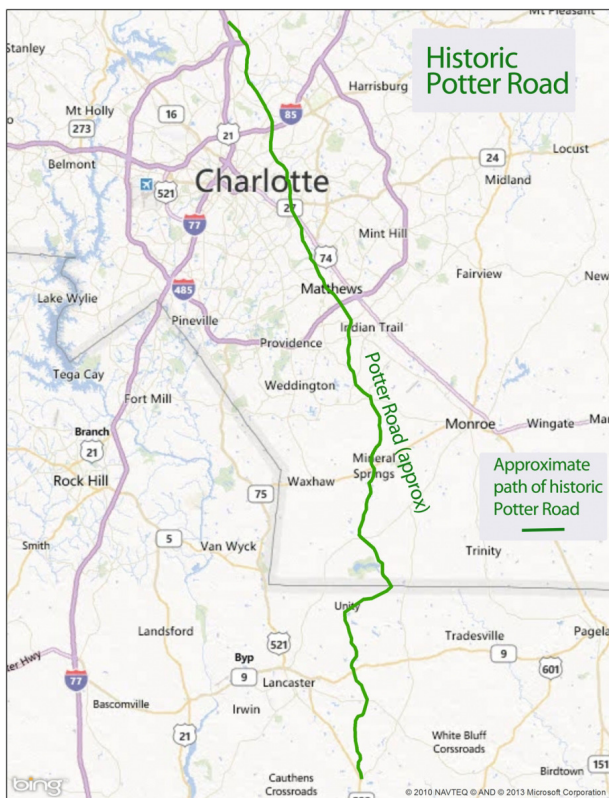 Mt Pleasant
Stanley
Historic
Potter Road
Harrisburg
Mt Holly
16
85
273
21
Locust
24
Belmont
Charlotte
Midland
521
27
77
Mint Hill
74
Fairview
New
Lake Wylie
485
Matthews
Pineville
Indian Trail
Providence
Tega Cay
Weddington
Fort Mill
Potter Road (approx)
Monroe
Wingate
Mar
Branch
21
Mineral
Springs
Approximate
path of historic
Potter Road
Rock Hill
Waxhaw
75
Smith
5
Van Wyck
Trinity
Unity
Landsford
521
Tradesville
Pagela
9
ter Hwy
Byp
9
Lancaster
601
77
Bascomville
Irwin
21
White Bluff
Corssroads
151
Birdtown
Cauthens
Crossroads
bing
© 2010 NAVTEQ © AND © 2013 Microsoft Corporation